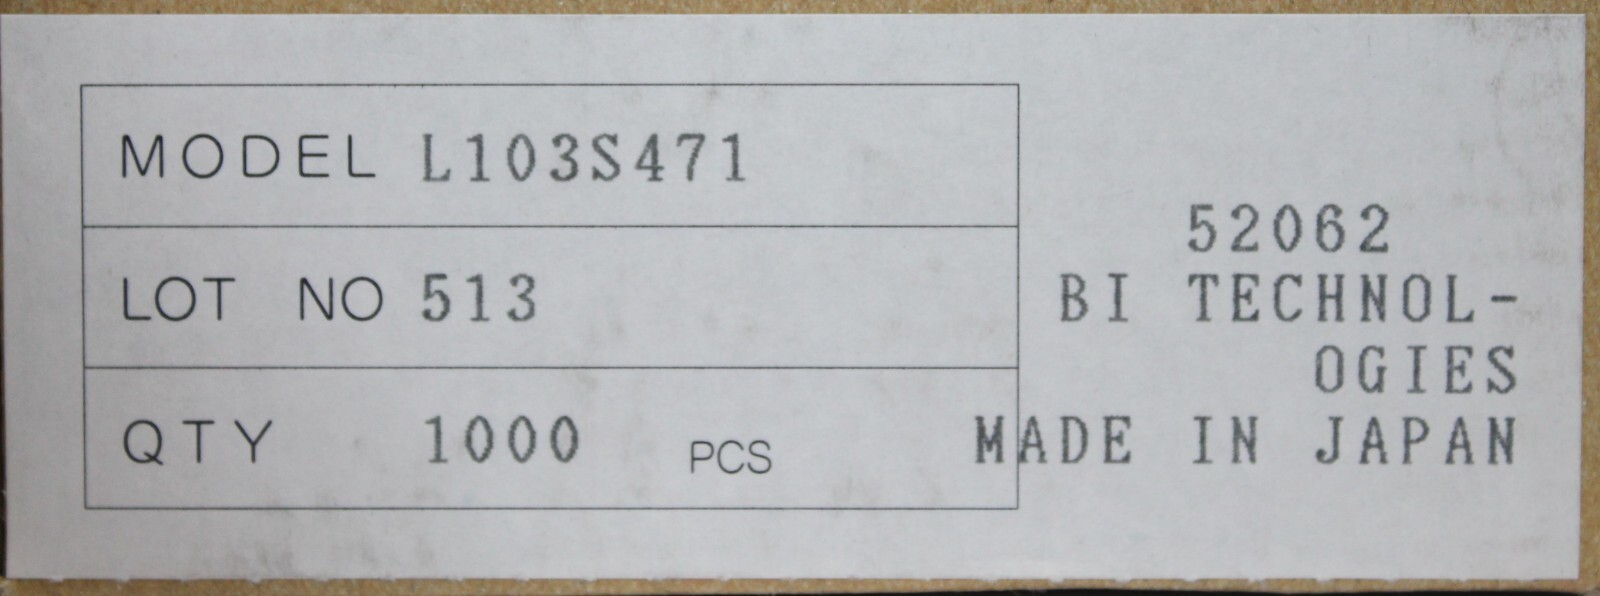 MODEL L103S471
LOT NO 513
QTY 1000 PCS
52062
BI TECHNOL-
OGIES
MADE IN JAPAN